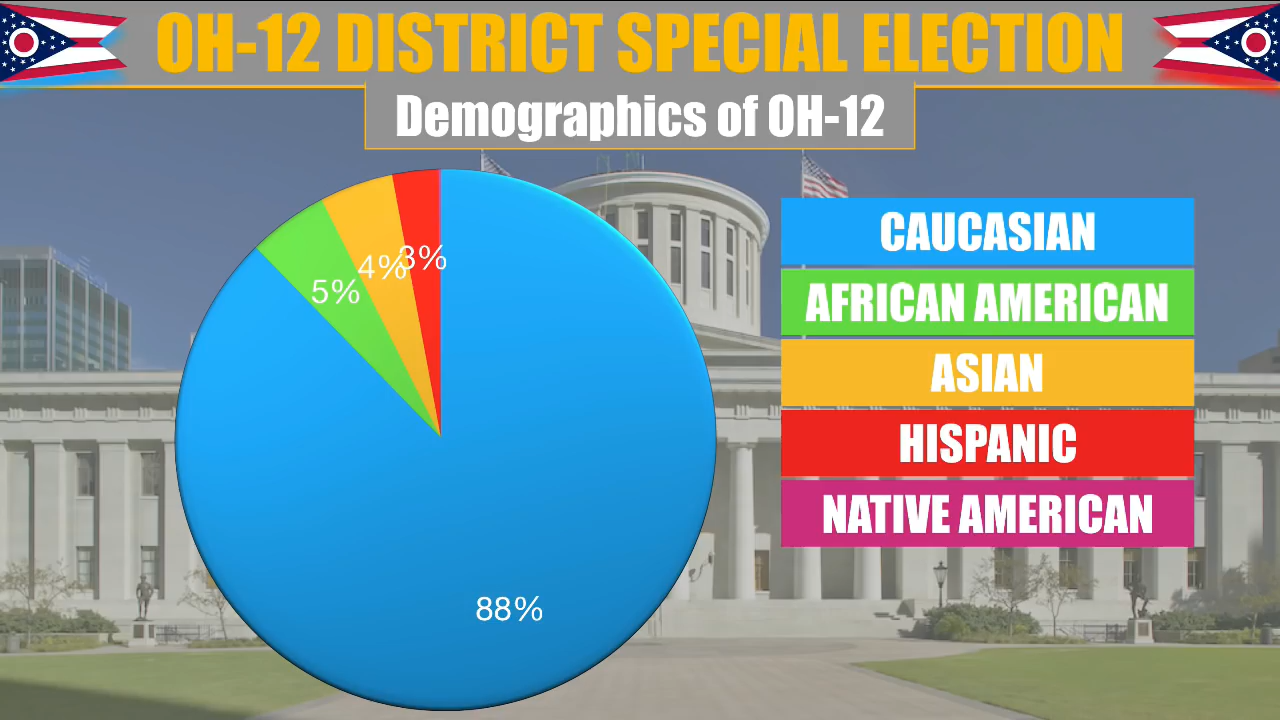 OH-12 DISTRICT SPECIAL ELECTION
Demographics of OH-12
3%
4%
5%
88%
CAUCASIAN
AFRICAN AMERICAN
ASIAN
HISPANIC
NATIVE AMERICAN